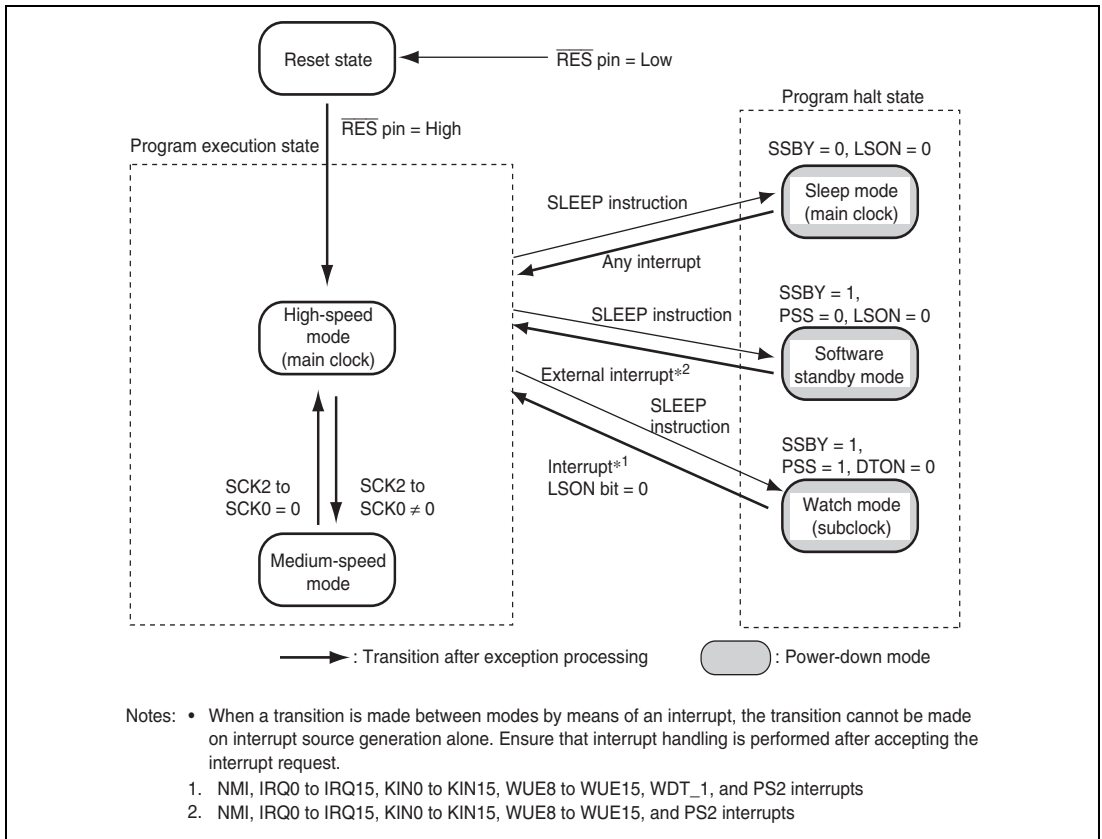 Reset state
RES pin = Low
RES pin = High
Program execution state
Program halt state
SSBY = 0, LSON = 0
Sleep mode
(main clock)
SLEEP instruction
Any interrupt
High-speed
mode
(main clock)
SSBY = 1,
PSS = 0, LSON = 0
SLEEP instruction
Software
standby mode
External interrupt*2
SLEEP
instruction
SSBY = 1,
PSS = 1, DTON = 0
Interrupt*1
LSON bit = 0
Watch mode
(subclock)
SCK2 to
SCK0 = 0
SCK2 to
SCK0 ≠ 0
Medium-speed
mode
: Transition after exception processing
: Power-down mode
Notes: • When a transition is made between modes by means of an interrupt, the transition cannot be made
on interrupt source generation alone. Ensure that interrupt handling is performed after accepting the
interrupt request.
1. NMI, IRQ0 to IRQ15, KIN0 to KIN15, WUE8 to WUE15, WDT_1, and PS2 interrupts
2. NMI, IRQ0 to IRQ15, KIN0 to KIN15, WUE8 to WUE15, and PS2 interrupts